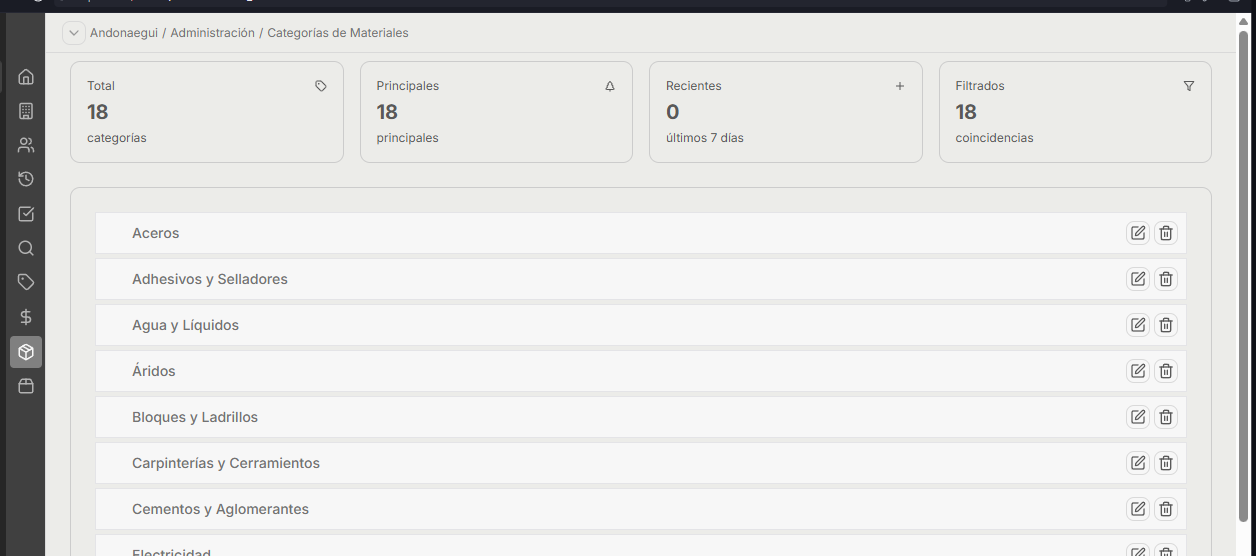 Andonaegui / Administración / Categorías de Materiales
Total
18
categorías
Principales
18
principales
Recientes
0
últimos 7 días
Filtrados
18
coincidencias
Aceros
Adhesivos y Selladores
Agua y Líquidos
Áridos
Bloques y Ladrillos
Carpinterías y Cerramientos
Cementos y Aglomerantes
Electricidad